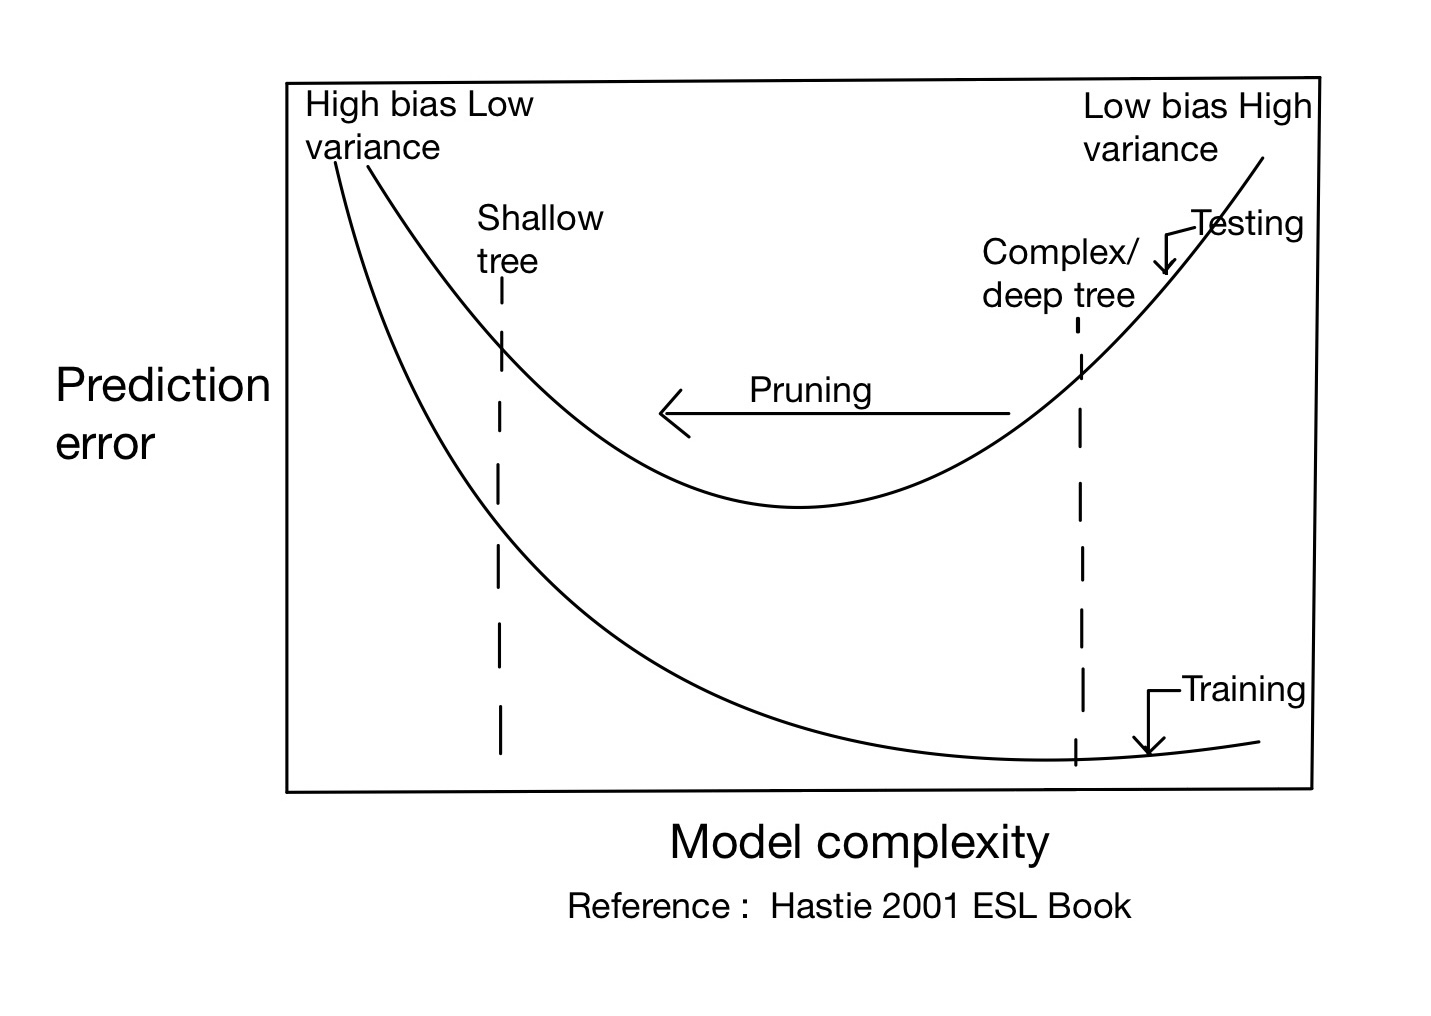 High bias Low
variance
Low bias High
variance
Shallow
tree
Testing
Complex/
deep tree
Pruning
Prediction
error
Training
Model complexity
Reference : Hastie 2001 ESL Book